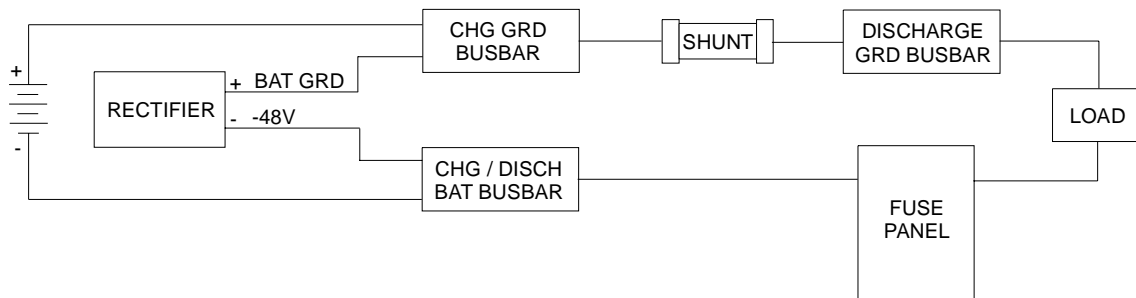 CHG GRD
BUSBAR
SHUNT
DISCHARGE
GRD BUSBAR
+
+ BAT GRD
RECTIFIER
- -48V
LOAD
-
CHG / DISCH
BAT BUSBAR
FUSE
PANEL